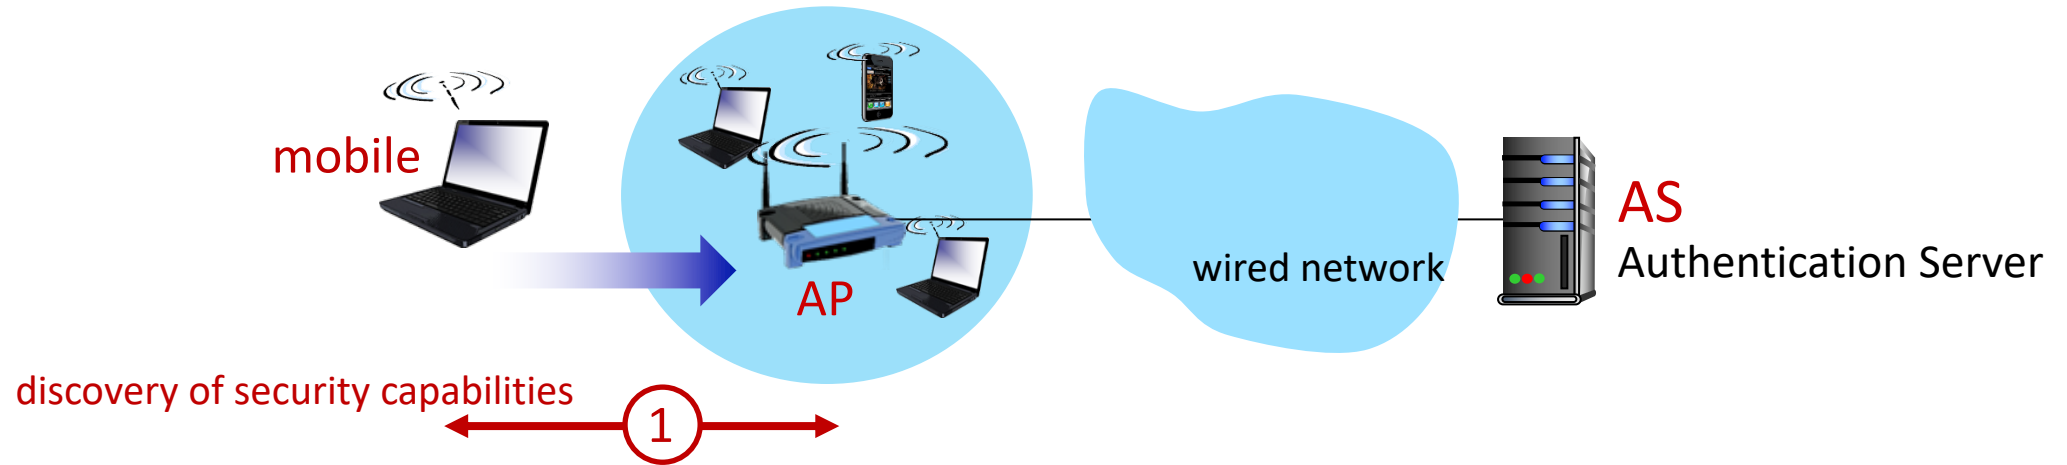 mobile
AP
wired network
AS
Authentication Server
discovery of security capabilities
1